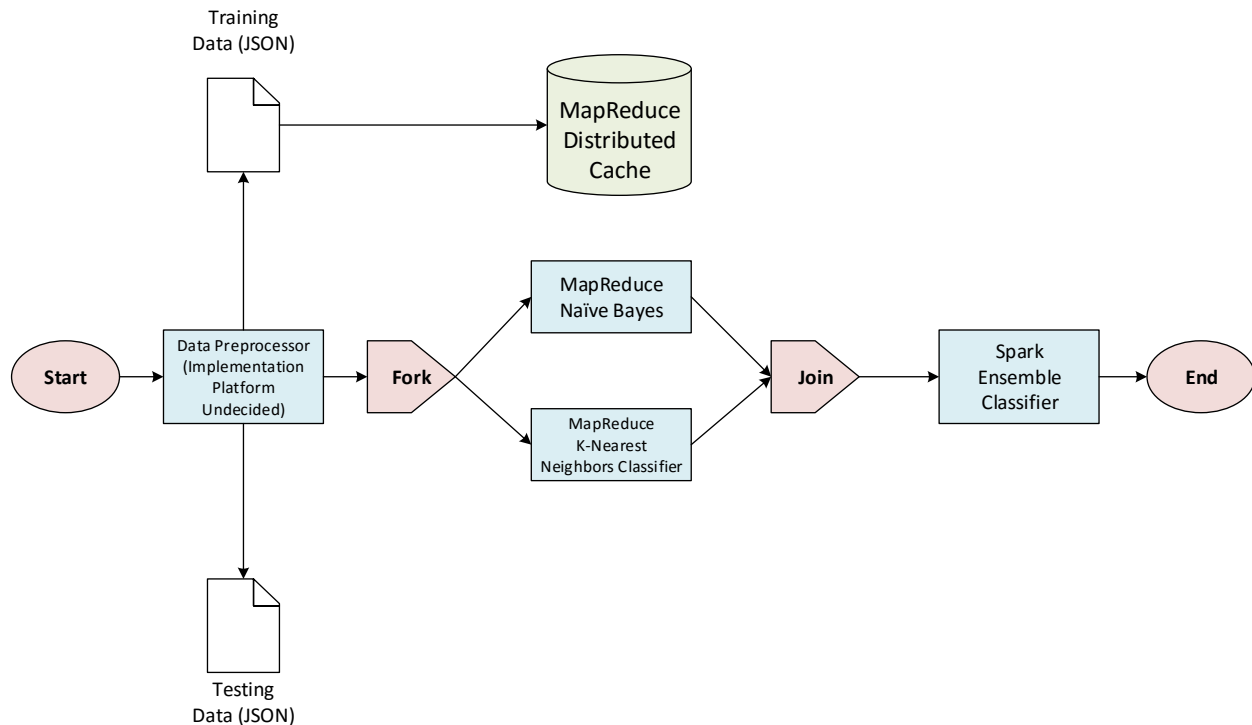 Training
Data (JSON)
MapReduce
Distributed
Cache
MapReduce
Naïve Bayes
Start
Data Preprocessor
(Implementation
Platform
Undecided)
Fork
Join
Spark
Ensemble
Classifier
End
MapReduce
K-Nearest
Neighbors Classifier
Testing
Data (JSON)